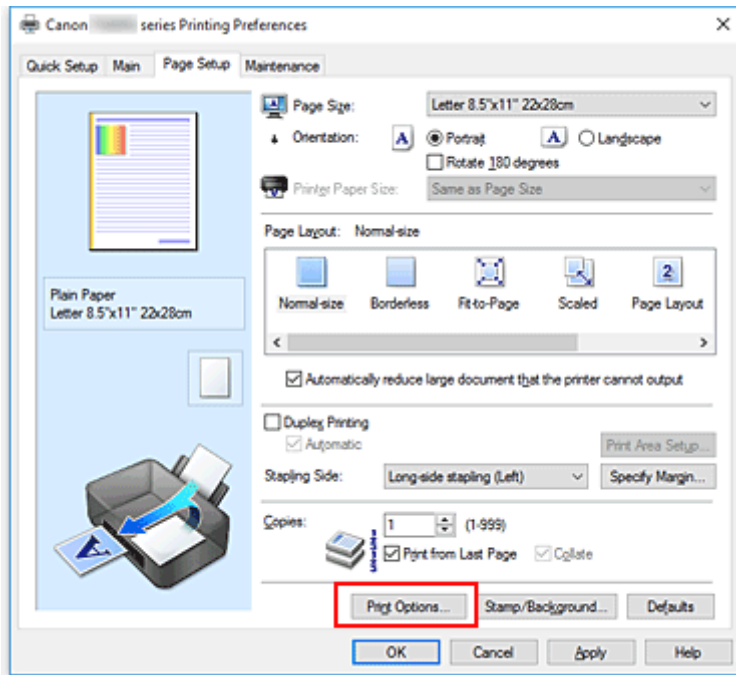 Canon series Printing Preferences
Quick Setup Main Page Setup Maintenance
Page Size: Letter 8.5"x11" 22x28cm
Orientation: A Portrait A Landscape
Rotate 180 degrees
Printer Paper Size: Same as Page Size
Page Layout: Normal-size
2
Normal-size Borderless Fit-to-Page Scaled Page Layout
Automatically reduce large document that the printer cannot output
Plain Paper
Letter 8.5"x11" 22x28cm
Duplex Printing
Automatic Print Area Setup...
Stapling Side: Long-side stapling (Left) Specify Margin...
Copies: 1 (1-999)
Print from Last Page Collate
A
Print Options... Stamp/Background... Defaults
OK Cancel Apply Help